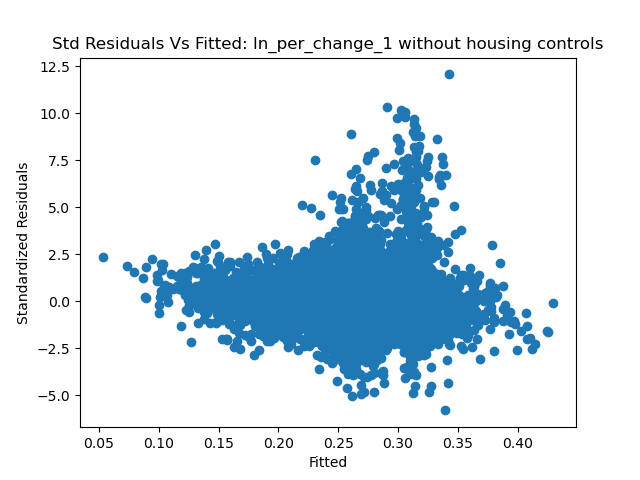 Std Residuals Vs Fitted: ln_per_change_1 without housing controls
12.5
10.0
7.5
5.0
2.5
0.0
−2.5
−5.0
Standardized Residuals
0.05 0.10 0.15 0.20 0.25 0.30 0.35 0.40
Fitted